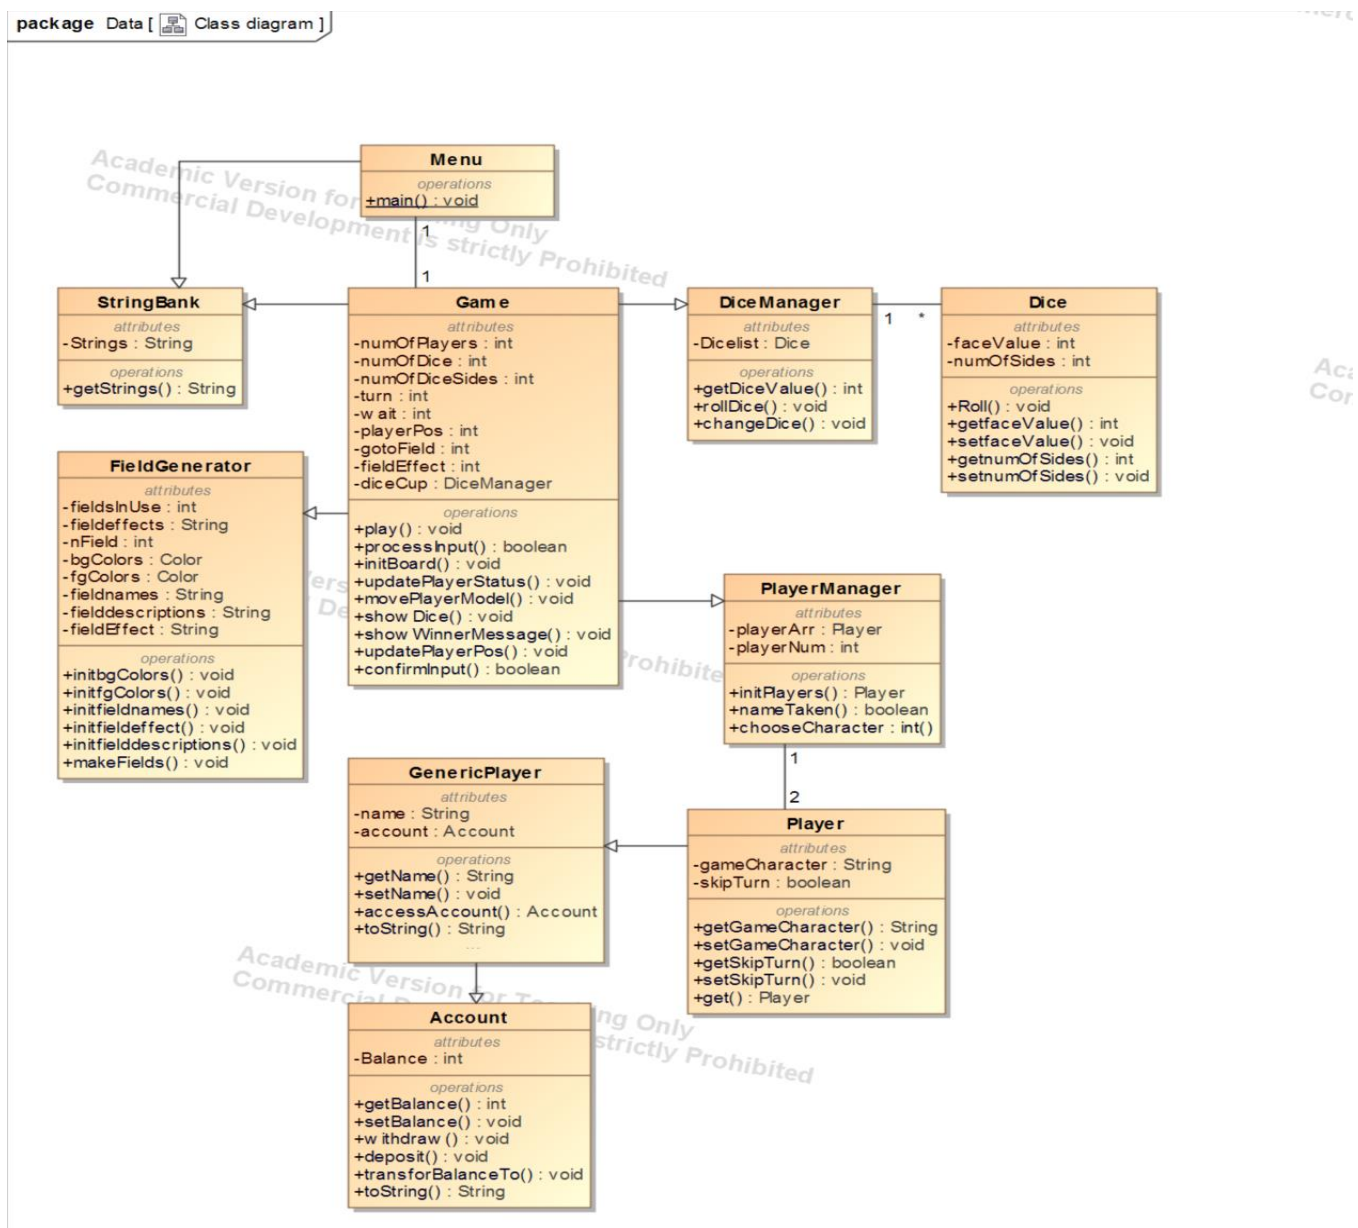 package Data [ Class diagram ]
Academic Version for Teaching Only
Commercial Development is strictly Prohibited
Menu
operations
+main() : void
1
1
StringBank
attributes
-Strings : String
operations
+getStrings() : String
Game
attributes
-numOfPlayers : int
-numOfDice : int
-numOfDiceSides : int
-turn : int
-wait : int
-playerPos : int
-gotoField : int
-fieldEffect : int
-diceCup : DiceManager
operations
+play() : void
+processInput() : boolean
+initBoard() : void
+updatePlayerStatus() : void
+movePlayerModel() : void
+show Dice() : void
+show WinnerMessage() : void
+updatePlayerPos() : void
+confirmInput() : boolean
DiceManager
attributes
-Dicelist : Dice
operations
+getDiceValue() : int
+rollDice() : void
+changeDice() : void
1 *
Dice
attributes
-faceValue : int
-numOfSides : int
operations
+Roll() : void
+getfaceValue() : int
+setfaceValue() : void
+getnumOfSides() : int
+setnumOfSides() : void
FieldGenerator
attributes
-fieldsInUse : int
-fieldeffects : String
-nField : int
-bgColors : Color
-fgColors : Color
-fieldnames : String
-fielddescriptions : String
-fieldEffect : String
operations
+initbgColors() : void
+initfgColors() : void
+initfieldnames() : void
+initfieldeffect() : void
+initfielddescriptions() : void
+makeFields() : void
PlayerManager
attributes
-playerArr : Player
-playerNum : int
operations
+initPlayers() : Player
+nameTaken() : boolean
+chooseCharacter : int()
1
2
GenericPlayer
attributes
-name : String
-account : Account
operations
+getName() : String
+setName() : void
+accessAccount() : Account
+toString() : String
...
Player
attributes
-gameCharacter : String
-skipTurn : boolean
operations
+getGameCharacter() : String
+setGameCharacter() : void
+getSkipTurn() : boolean
+setSkipTurn() : void
+get() : Player
Academic Version for Teaching Only
strictly Prohibited
Account
attributes
-Balance : int
operations
+getBalance() : int
+setBalance() : void
+withdraw () : void
+deposit() : void
+transforBalanceTo() : void
+toString() : String